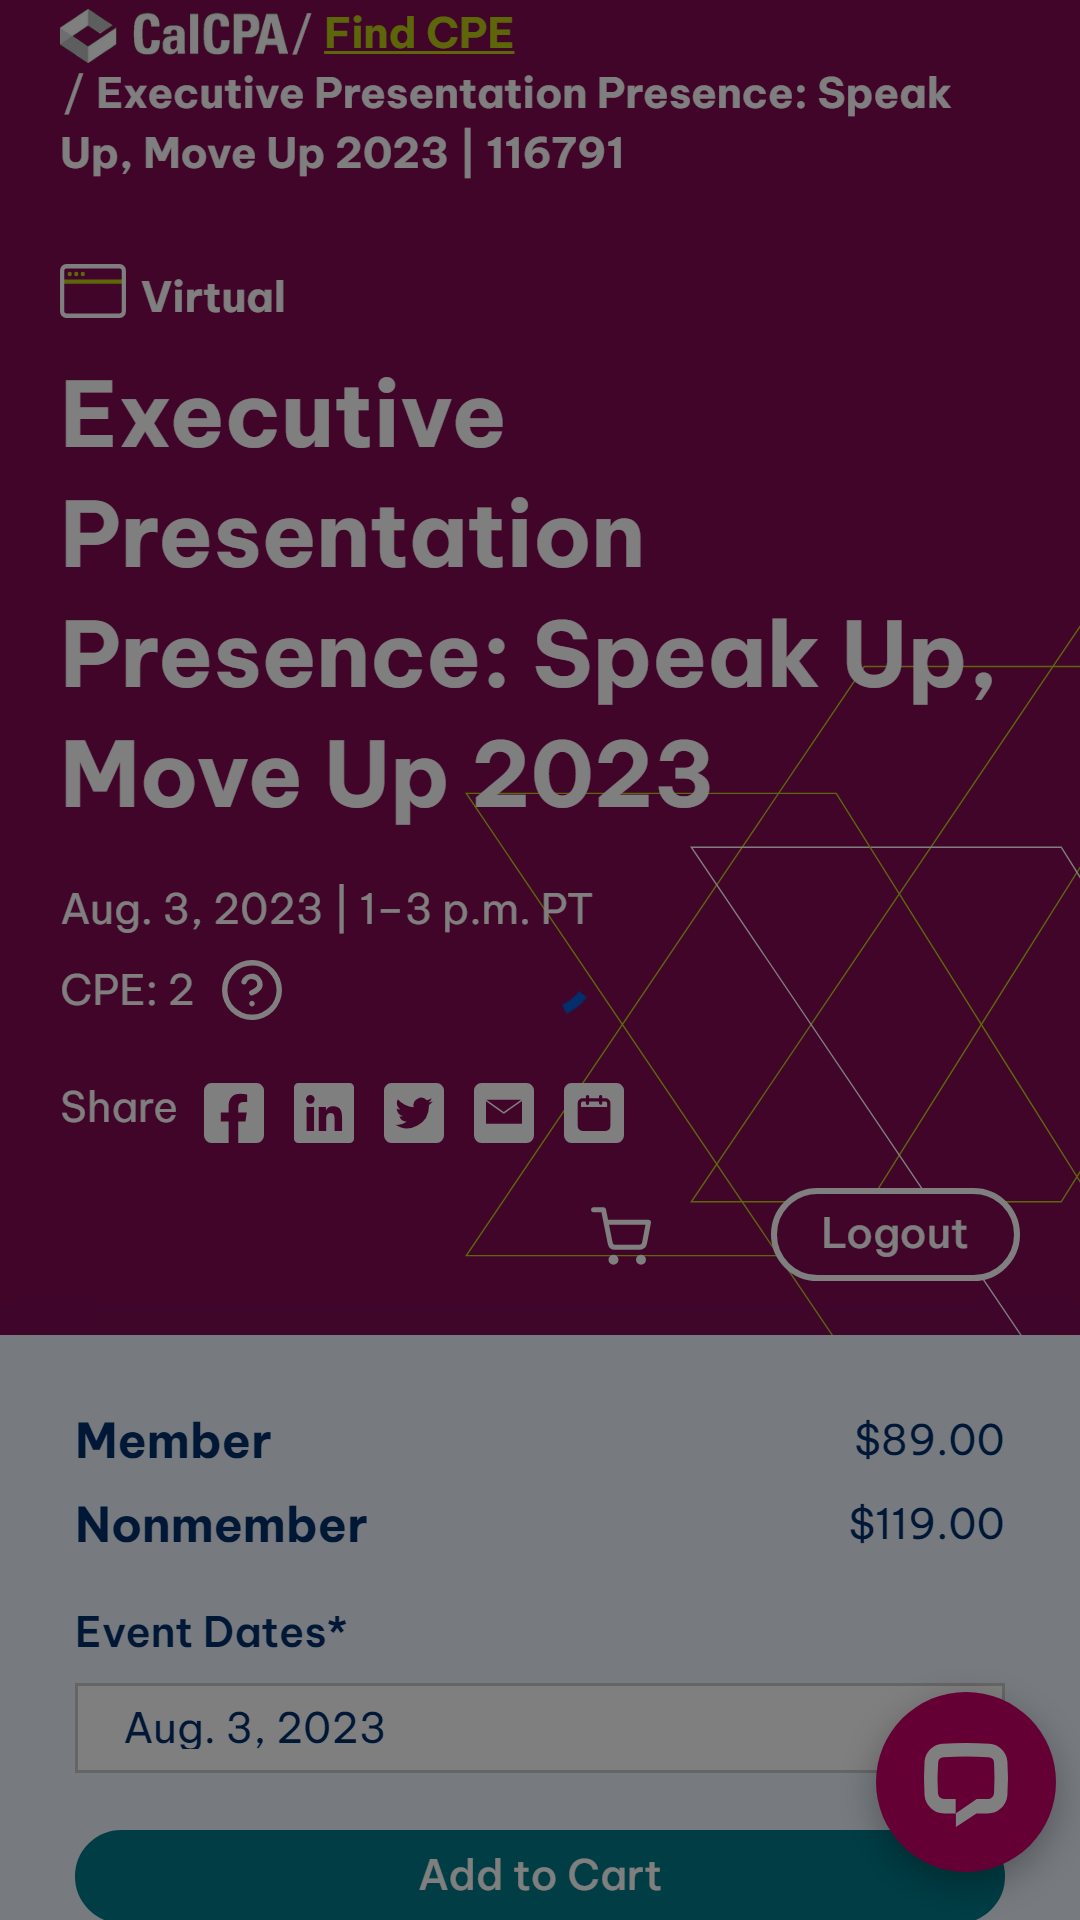 CalCPA / Find CPE
/ Executive Presentation Presence: Speak
Up, Move Up 2023 | 116791
Virtual
Executive
Presentation
Presence: Speak Up,
Move Up 2023
Aug. 3, 2023 | 1–3 p.m. PT
CPE: 2 ?
Share
Logout
Member $89.00
Nonmember $119.00
Event Dates*
Aug. 3, 2023
Add to Cart